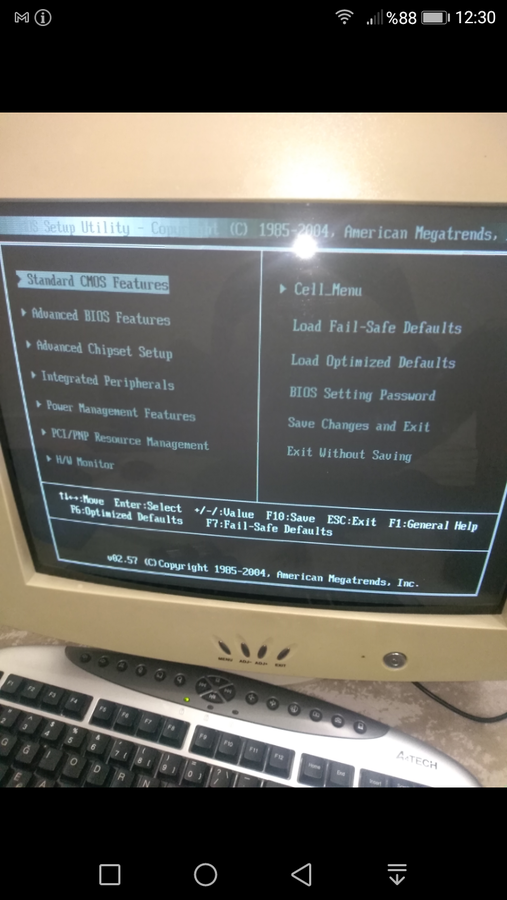 %88 12:30
Setup Utility - Copyright (C) 1985-2004, American Megatrends,
Standard CMOS Features
Advanced BIOS Features
Advanced Chipset Setup
Integrated Peripherals
Power Management Features
PCI/PNP Resource Management
H/W Monitor
Cell_Menu
Load Fail-Safe Defaults
Load Optimized Defaults
BIOS Setting Password
Save Changes and Exit
Exit Without Saving
↑↓←→:Move Enter:Select +/-/:Value F10:Save ESC:Exit F1:General Help
F6:Optimized Defaults F7:Fail-Safe Defaults
v02.57 (C)Copyright 1985-2004, American Megatrends, Inc.
MENU EXIT
A4TECH